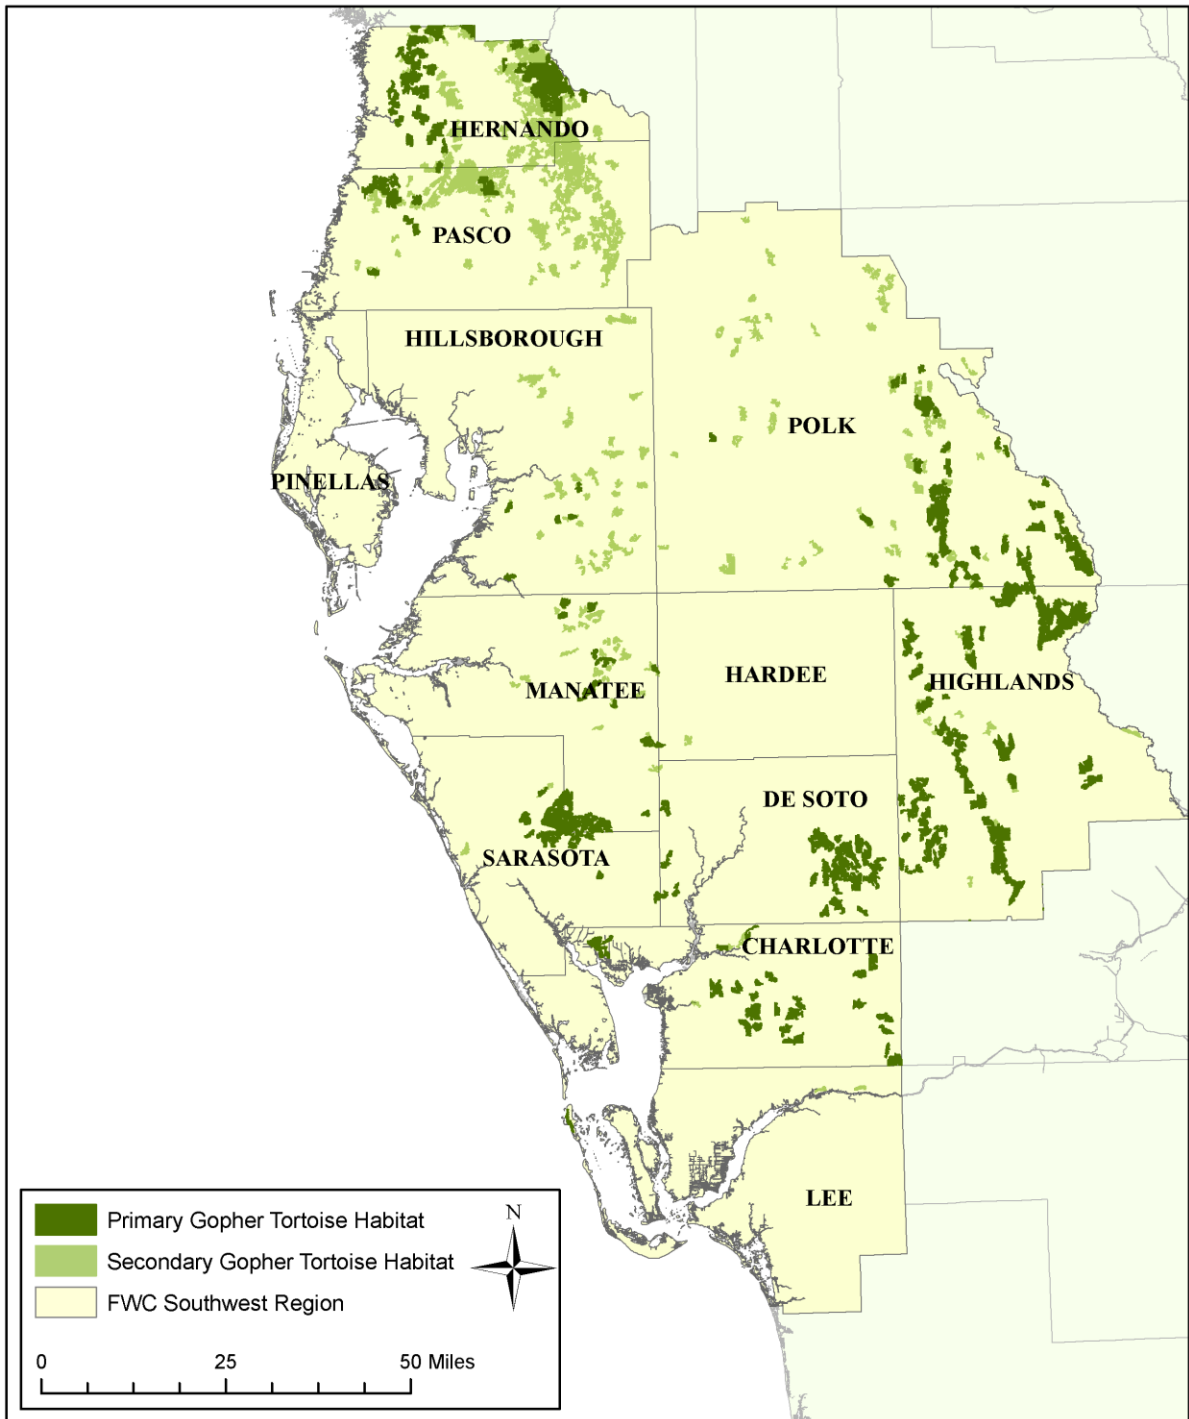 HERNANDO
PASCO
HILLSBOROUGH
POLK
PINELLAS
HARDEE
HIGHLANDS
MANATEE
DE SOTO
SARASOTA
CHARLOTTE
LEE
Primary Gopher Tortoise Habitat
Secondary Gopher Tortoise Habitat
FWC Southwest Region
N
0 25 50 Miles